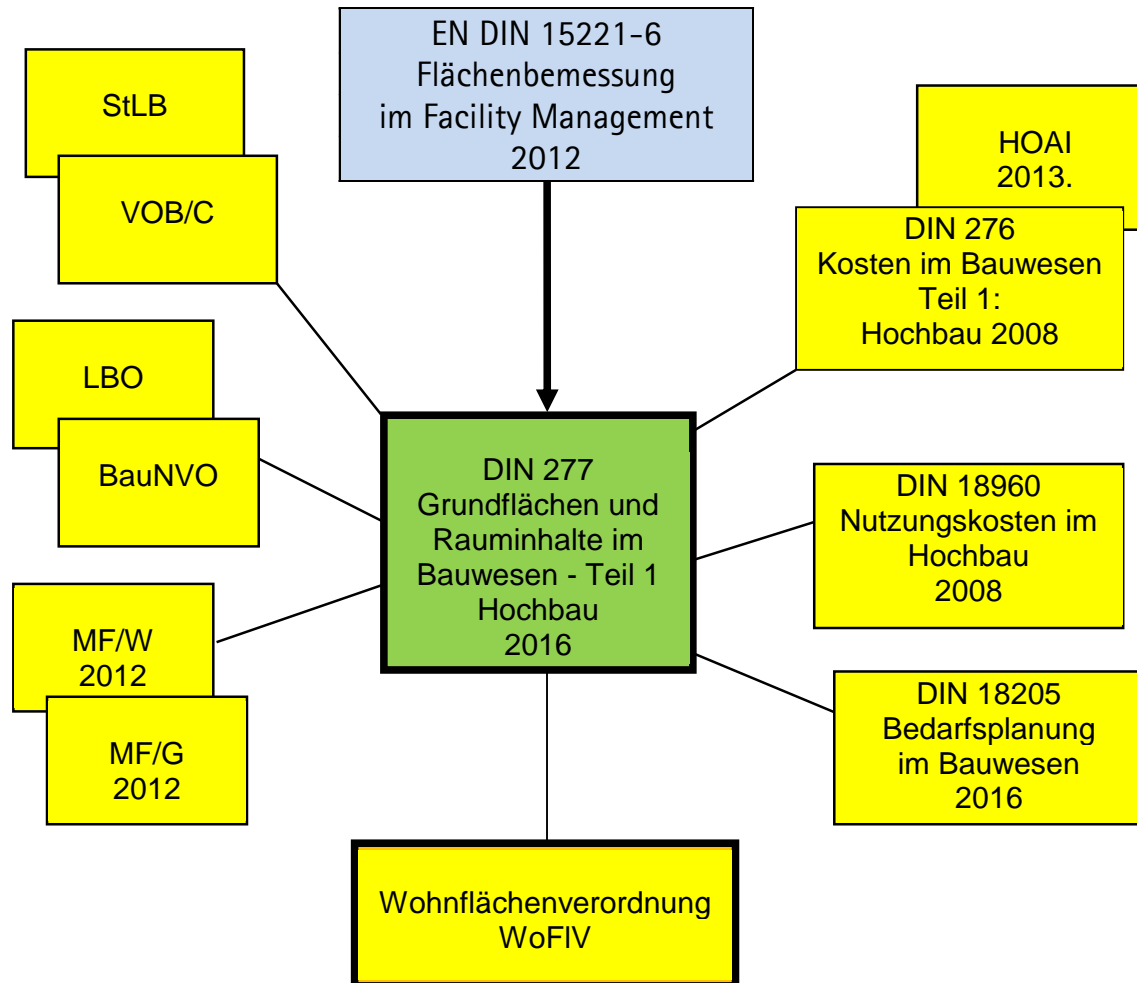 EN DIN 15221-6
Flächenbemessung
im Facility Management
2012
StLB
VOB/C
HOAI
2013.
DIN 276
Kosten im Bauwesen
Teil 1:
Hochbau 2008
LBO
BauNVO
DIN 277
Grundflächen und
Rauminhalte im
Bauwesen - Teil 1
Hochbau
2016
DIN 18960
Nutzungskosten im
Hochbau
2008
MF/W
2012
MF/G
2012
DIN 18205
Bedarfsplanung
im Bauwesen
2016
Wohnflächenverordnung
WoFlV